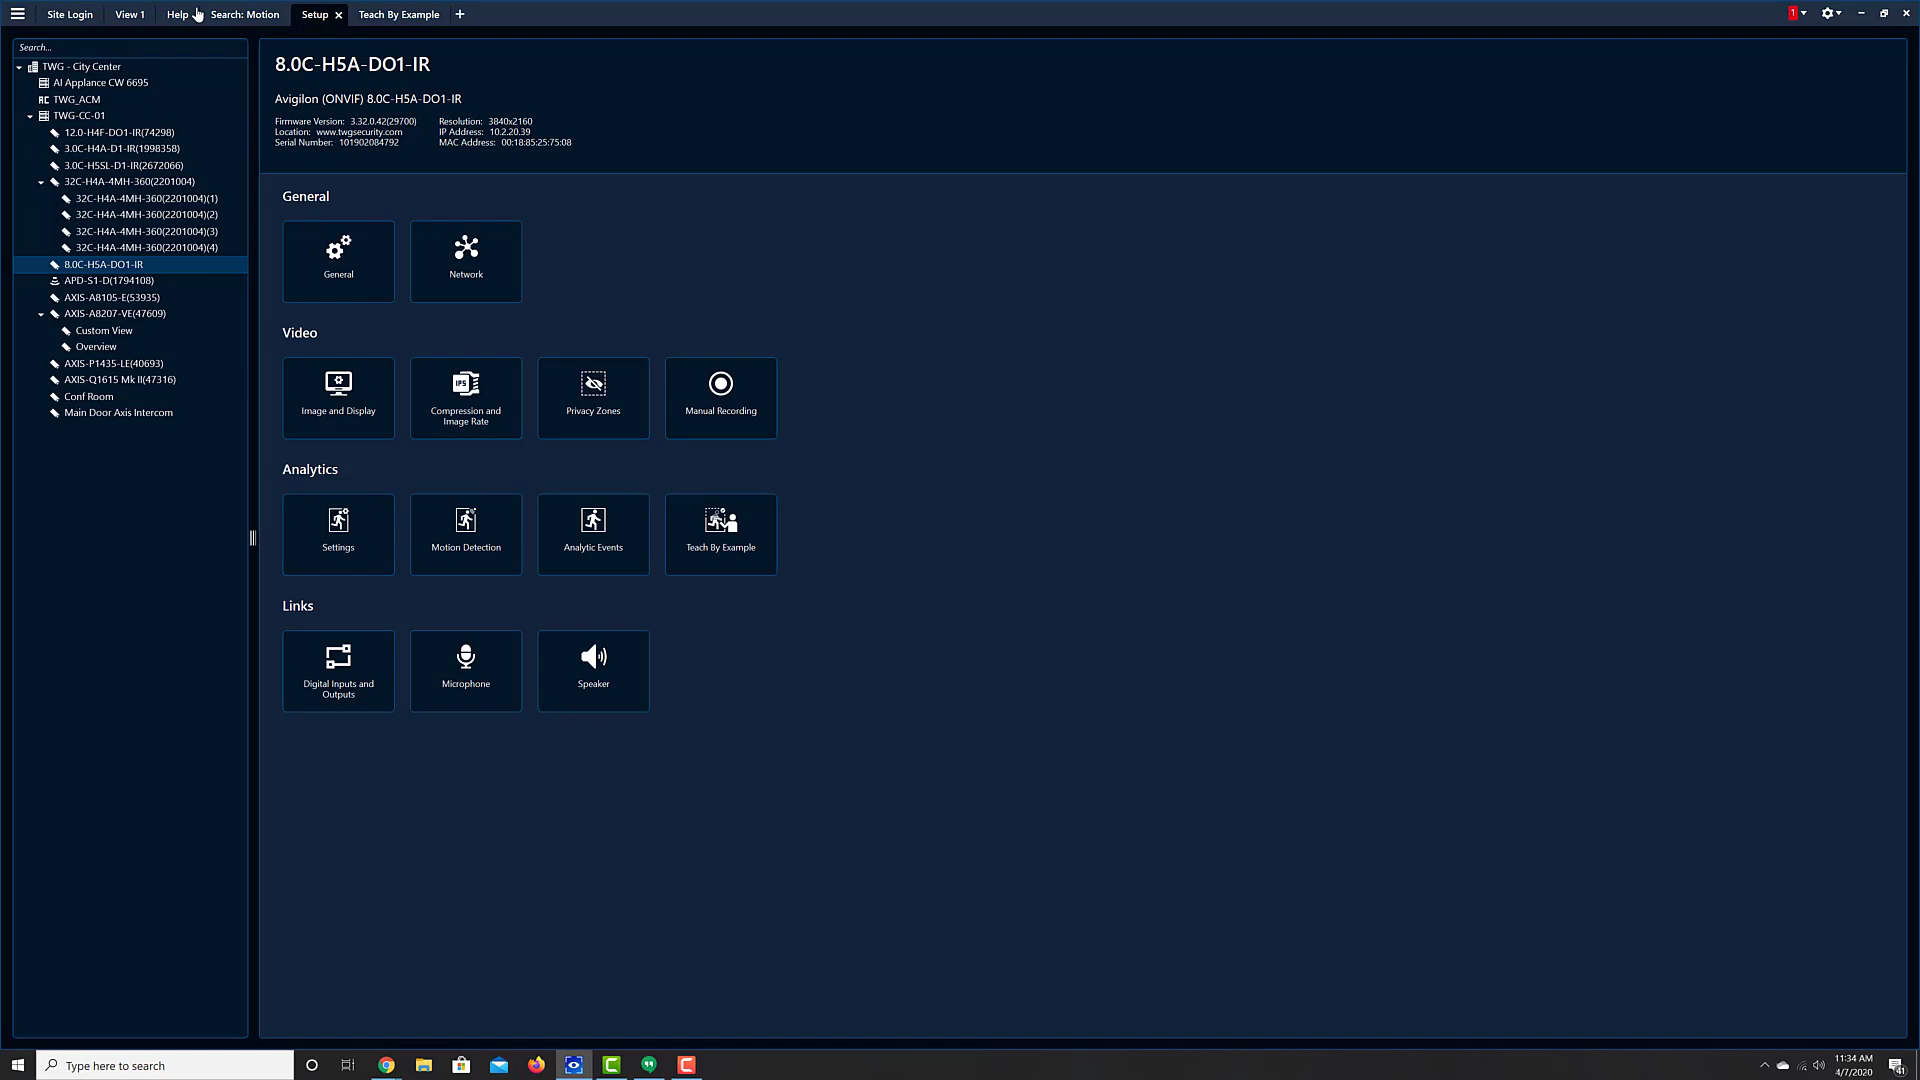 Site Login
View 1
Help
Search: Motion
Setup
Teach By Example
1
Search...
TWG - City Center
AI Applance CW 6695
TWG_ACM
TWG-CC-01
12.0-H4F-DO1-IR(74298)
3.0C-H4A-D1-IR(1998358)
3.0C-H5SL-D1-IR(2672066)
32C-H4A-4MH-360(2201004)
32C-H4A-4MH-360(2201004)(1)
32C-H4A-4MH-360(2201004)(2)
32C-H4A-4MH-360(2201004)(3)
32C-H4A-4MH-360(2201004)(4)
8.0C-H5A-DO1-IR
APD-S1-D(1794108)
AXIS-A8105-E(53935)
AXIS-A8207-VE(47609)
Custom View
Overview
AXIS-P1435-LE(40693)
AXIS-Q1615 Mk II(47316)
Conf Room
Main Door Axis Intercom
8.0C-H5A-DO1-IR
Avigilon (ONVIF) 8.0C-H5A-DO1-IR
Firmware Version: 3.32.0.42(29700)
Location: www.twgsecurity.com
Serial Number: 101902084792
Resolution: 3840x2160
IP Address: 10.2.20.39
MAC Address: 00:18:85:25:75:08
General
General
Network
Video
Image and Display
IPS
Compression and
Image Rate
Privacy Zones
Manual Recording
Analytics
Settings
Motion Detection
Analytic Events
Teach By Example
Links
Digital Inputs and
Outputs
Microphone
Speaker
Type here to search
11:34 AM
4/7/2020
41